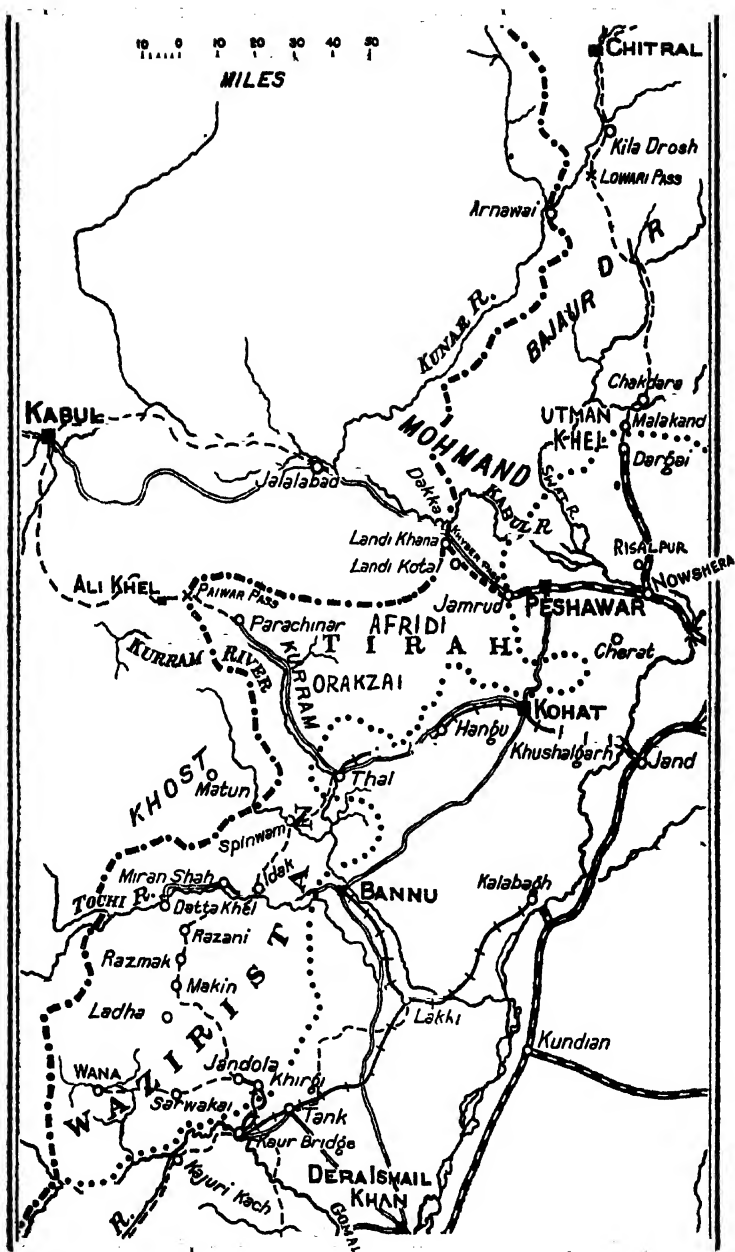 10 0 10 20 30 40 50
MILES
CHITRAL
Kila Drosh
LOWARI PASS
Arnawai
DIR
KUNAR R.
BAJAUR
Chakdara
KABUL
UTMAN
KHEL
Malakand
MOHMAND
Dargai
Jalalabad
Dakka
KABUL R
SWAT R.
Landi Khana
KHYBER PASS
RISALPUR
Landi Kotal
NOWSHERA
ALI KHEL
PAIWAR PASS
Jamrud
PESHAWAR
Parachinar
AFRIDI
TIRAH
Cherat
KURRAM RIVER
KURRAM
ORAKZAI
KOHAT
Hangu
Khushalgarh
Jand
KHOST
Matun
Thal
Spinwam
Miran Shah
Idak
TOCHI R.
Datta Khel
BANNU
Kalabagh
Razani
Razmak
Makin
Ladha
Lakhi
Kundian
WAZIRISTAN
WANA
Jandola
Khirgi
Sarwakai
Tank
Kaur Bridge
Kajuri Kach
DERA ISMAIL
KHAN
R.
GOMAL